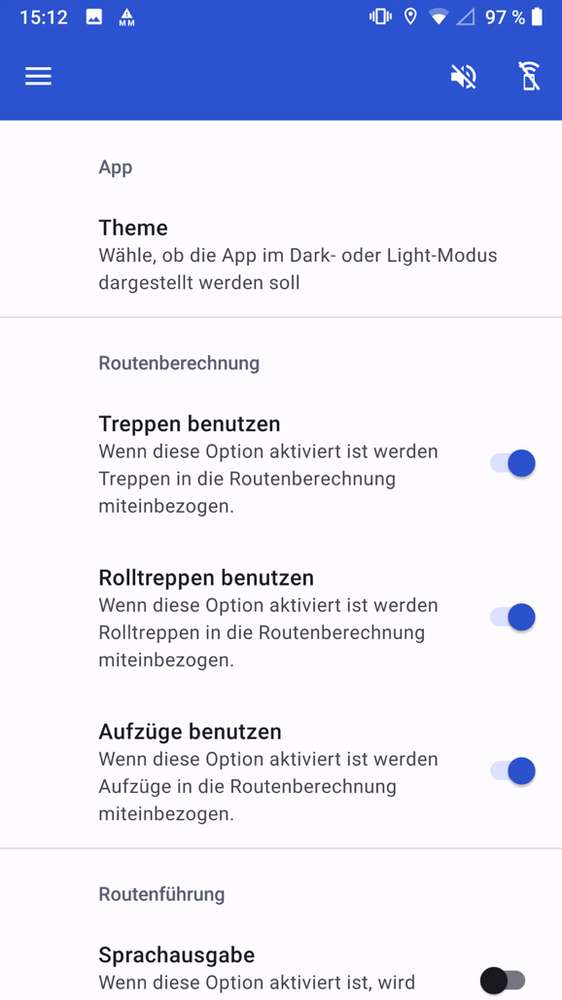 15:12
MM
97 %
App
Theme
Wähle, ob die App im Dark- oder Light-Modus
dargestellt werden soll
Routenberechnung
Treppen benutzen
Wenn diese Option aktiviert ist werden
Treppen in die Routenberechnung
miteinbezogen.
Rolltreppen benutzen
Wenn diese Option aktiviert ist werden
Rolltreppen in die Routenberechnung
miteinbezogen.
Aufzüge benutzen
Wenn diese Option aktiviert ist werden
Aufzüge in die Routenberechnung
miteinbezogen.
Routenführung
Sprachausgabe
Wenn diese Option aktiviert ist, wird